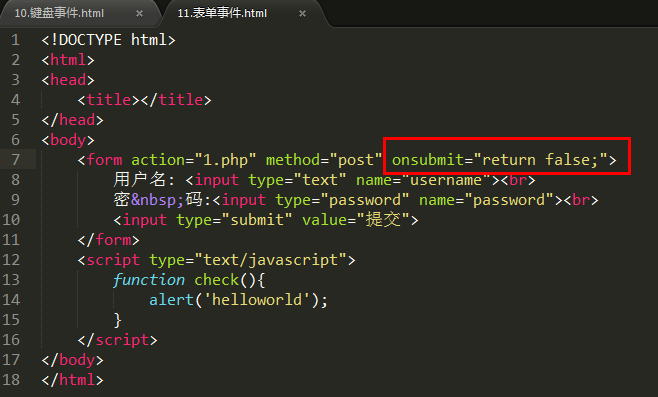 10.键盘事件.html × 11.表单事件.html ×
1 <!DOCTYPE html>
2 <html>
3 <head>
4     <title></title>
5 </head>
6 <body>
7     <form action="1.php" method="post" onsubmit="return false;">
8         用户名: <input type="text" name="username"><br>
9         密&nbsp;码:<input type="password" name="password"><br>
10         <input type="submit" value="提交">
11     </form>
12     <script type="text/javascript">
13         function check(){
14             alert('helloworld');
15         }
16     </script>
17 </body>
18 </html>